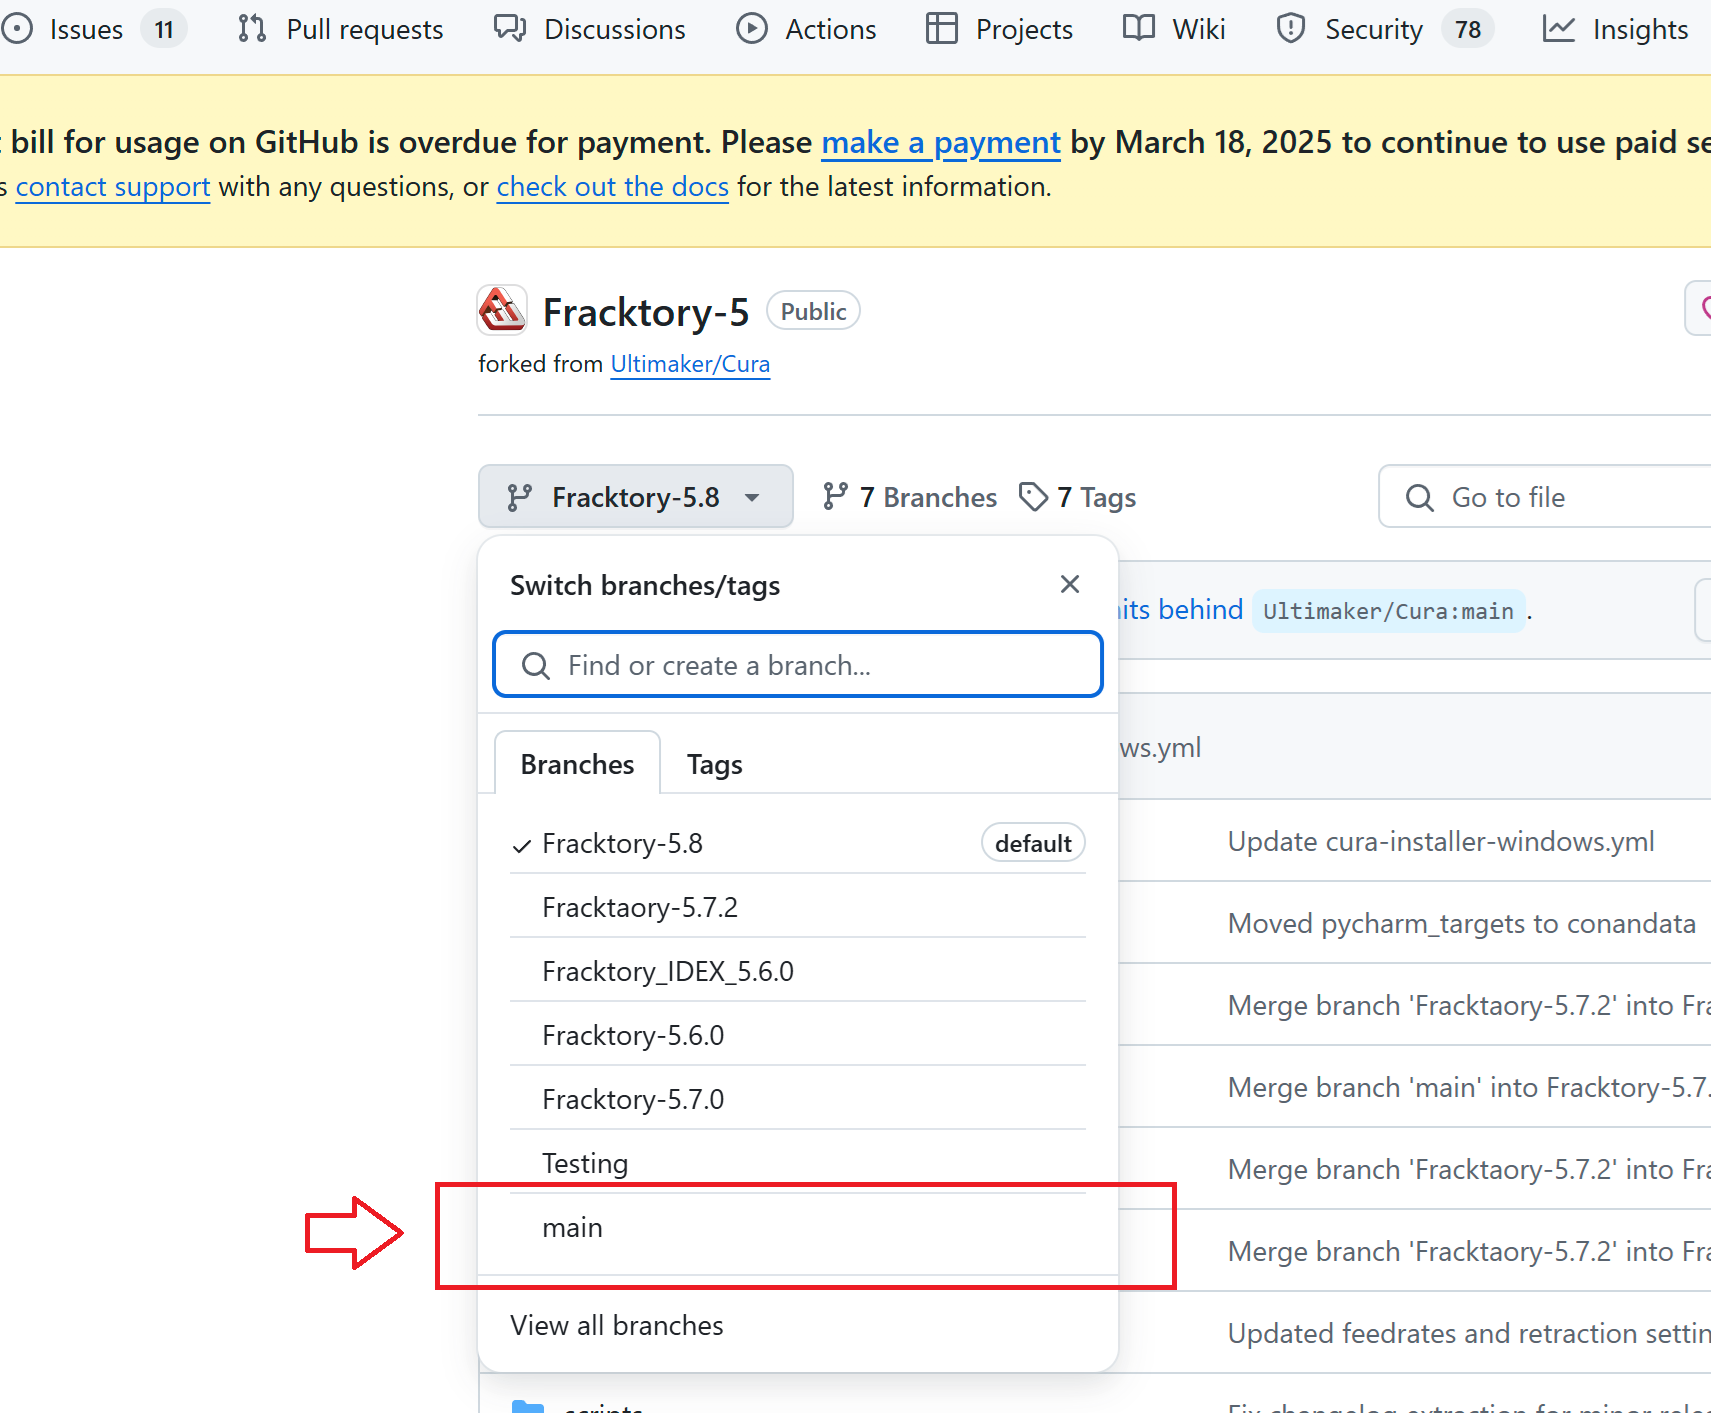 Issues 11 Pull requests Discussions Actions Projects Wiki Security 78 Insights
bill for usage on GitHub is overdue for payment. Please make a payment by March 18, 2025 to continue to use paid
contact support with any questions, or check out the docs for the latest information.
Fracktory-5 Public
forked from Ultimaker/Cura
Fracktory-5.8 7 Branches 7 Tags Go to file
Switch branches/tags
behind Ultimaker/Cura:main.
Find or create a branch...
Branches Tags
ws.yml
Fracktory-5.8 default
Update cura-installer-windows.yml
Fracktaory-5.7.2
Moved pycharm_targets to conandata
Fracktory_IDEX_5.6.0
Merge branch 'Fracktaory-5.7.2' into
Fracktory-5.6.0
Merge branch 'main' into Fracktory-5.7.
Fracktory-5.7.0
Testing
Merge branch 'Fracktaory-5.7.2' into
main
Merge branch 'Fracktaory-5.7.2' into
View all branches
Updated feedrates and retraction
scripts